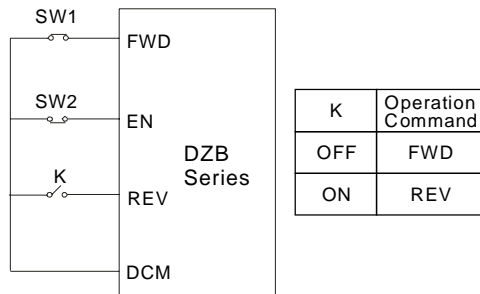 SW1
FWD
SW2
EN
K
REV
DCM
DZB
Series
K
Operation
Command
OFF
FWD
ON
REV